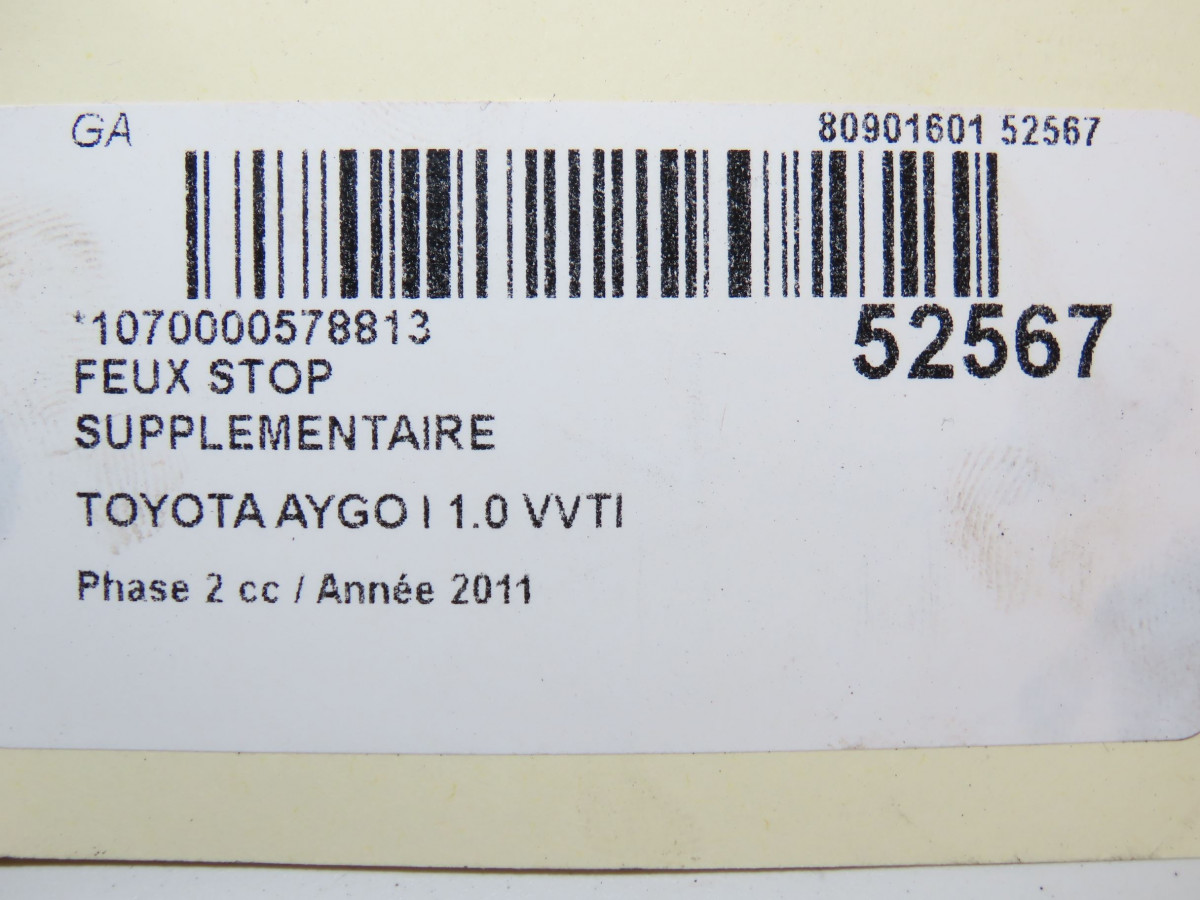 GA 80901601 52567
*1070000578813
52567
FEUX STOP
SUPPLEMENTAIRE
TOYOTA AYGO I 1.0 VVTI
Phase 2 cc / Année 2011